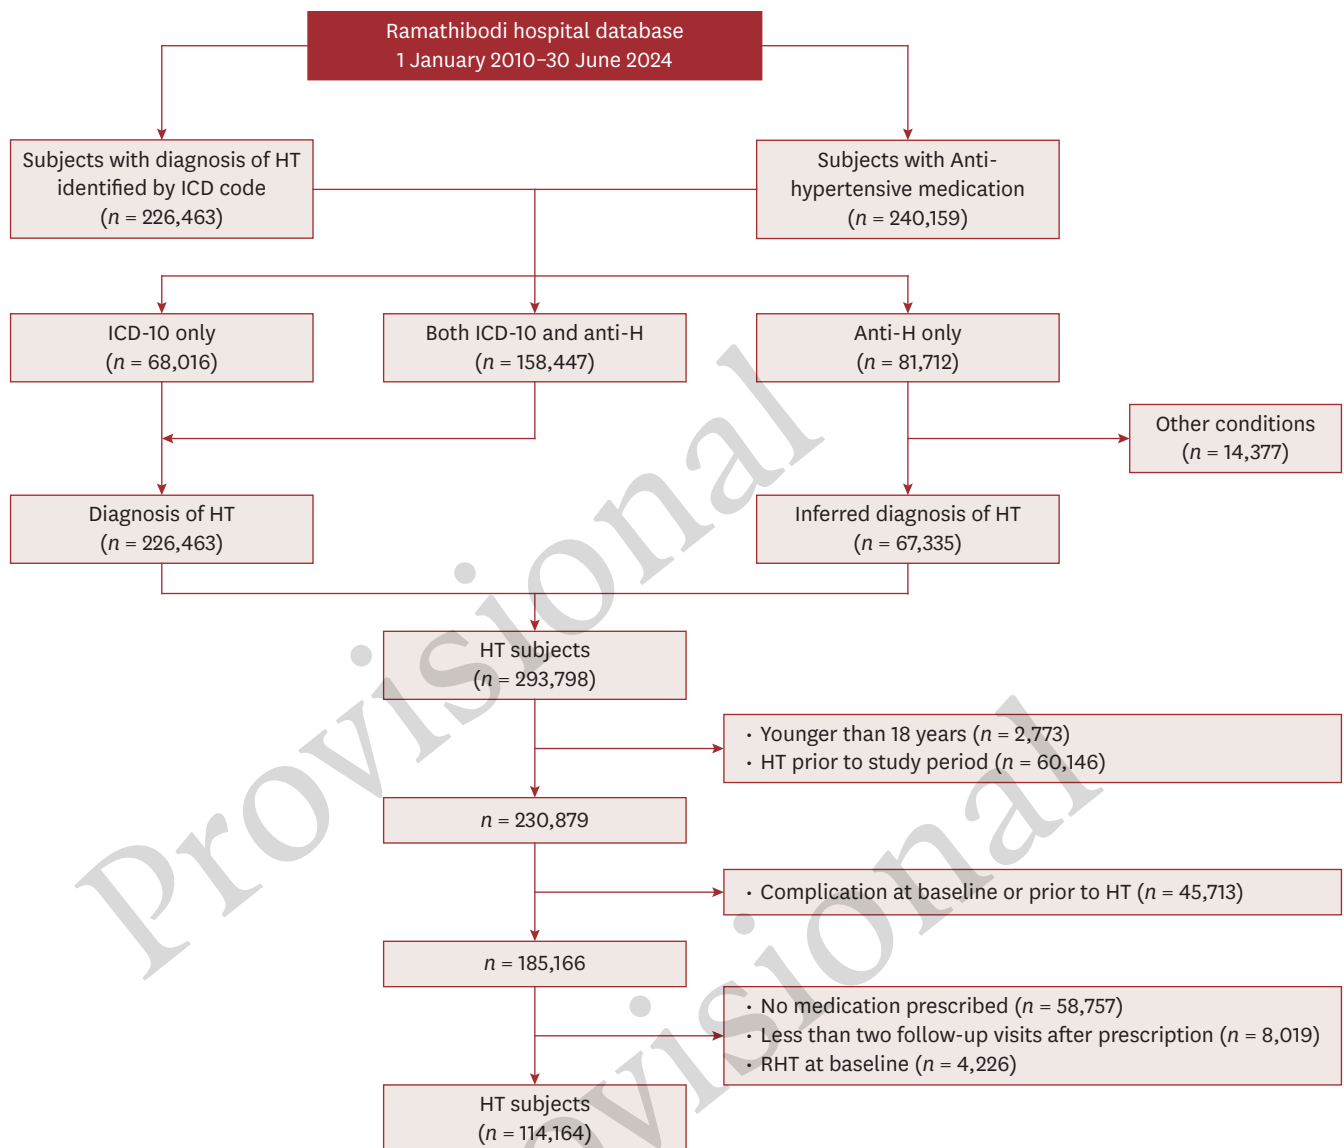 Ramathibodi hospital database
1 January 2010–30 June 2024
Subjects with diagnosis of HT
identified by ICD code
(n = 226,463)
Subjects with Anti-
hypertensive medication
(n = 240,159)
ICD-10 only
(n = 68,016)
Both ICD-10 and anti-H
(n = 158,447)
Anti-H only
(n = 81,712)
Other conditions
(n = 14,377)
Diagnosis of HT
(n = 226,463)
Inferred diagnosis of HT
(n = 67,335)
HT subjects
(n = 293,798)
· Younger than 18 years (n = 2,773)
· HT prior to study period (n = 60,146)
n = 230,879
· Complication at baseline or prior to HT (n = 45,713)
n = 185,166
· No medication prescribed (n = 58,757)
· Less than two follow-up visits after prescription (n = 8,019)
· RHT at baseline (n = 4,226)
HT subjects
(n = 114,164)
Provisional
Provisional